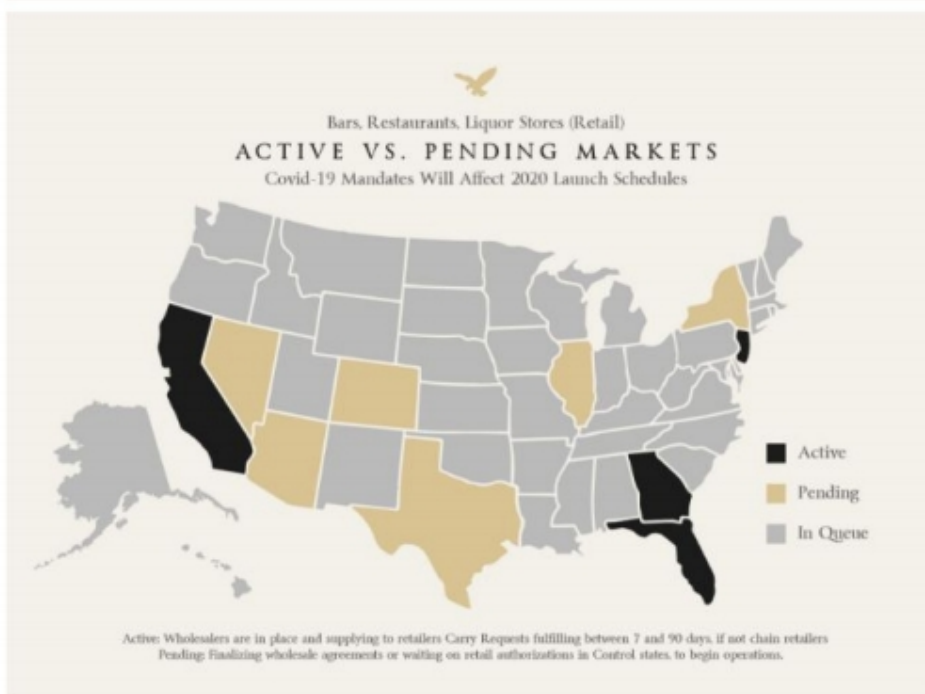 Bars, Restaurants, Liquor Stores (Retail)
ACTIVE VS. PENDING MARKETS
Covid-19 Mandates Will Affect 2020 Launch Schedules
Active
Pending
In Queue
Active: Wholesalers are in place and supplying to retailers Carry Requests fulfilling between 7 and 90 days, if not chain retailers
Pending: Finalizing wholesale agreements or waiting on retail authorizations in Control states, to begin operations.